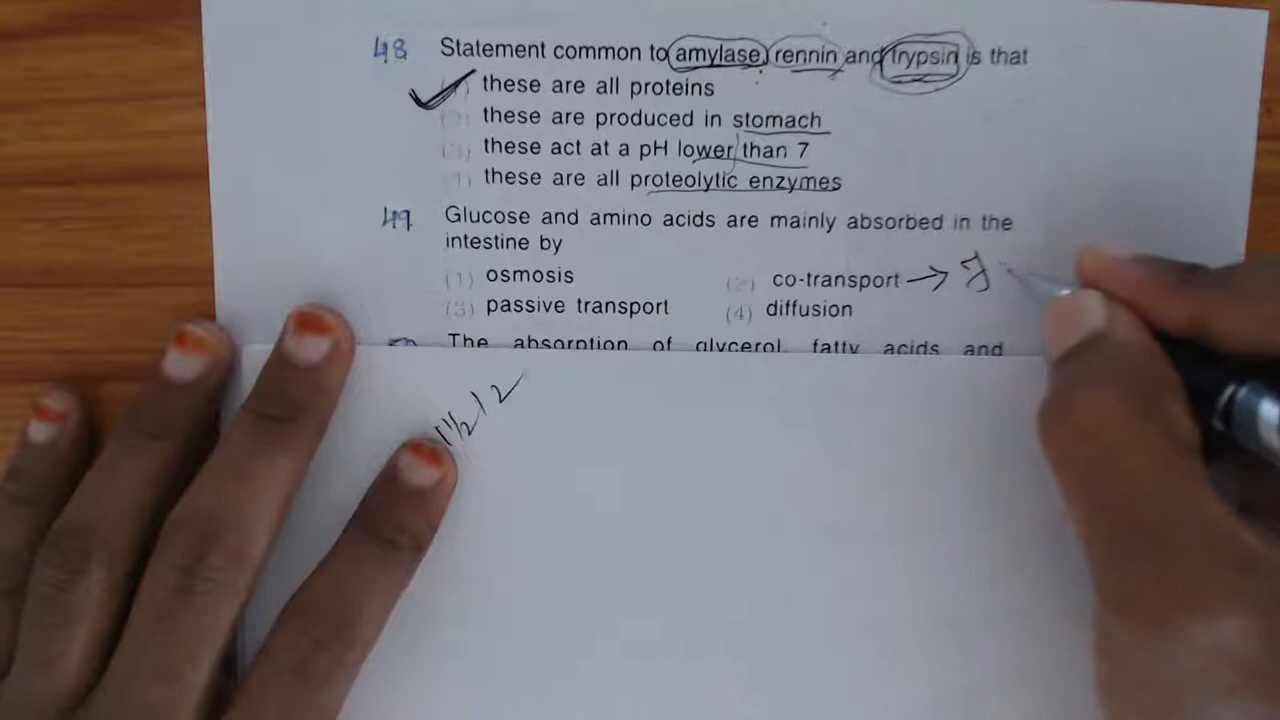 48 Statement common to amylase, rennin and trypsin is that
these are all proteins
(2) these are produced in stomach
(3) these act at a pH lower than 7
these are all proteolytic enzymes
49 Glucose and amino acids are mainly absorbed in the
intestine by
(1) osmosis (2) co-transport →
(3) passive transport (4) diffusion
The absorption of glycerol, fatty acids and